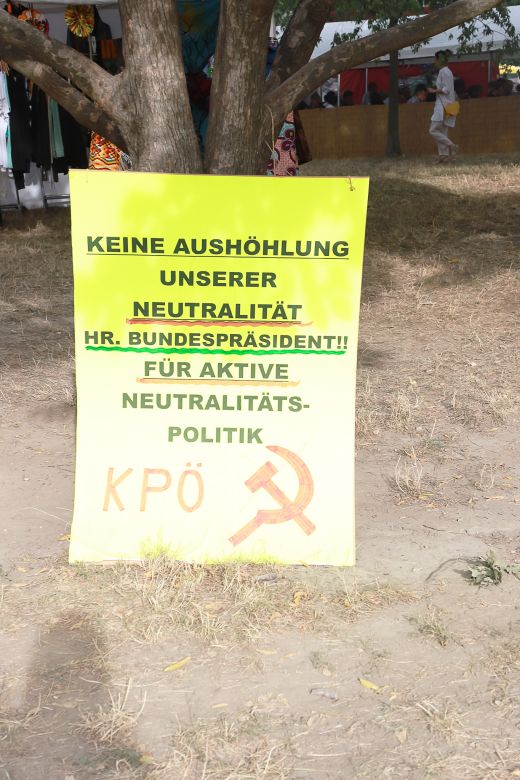 KEINE AUSHÖHLUNG
UNSERER
NEUTRALITÄT
HR. BUNDESPRÄSIDENT!!
FÜR AKTIVE
NEUTRALITÄTS-
POLITIK
KPÖ